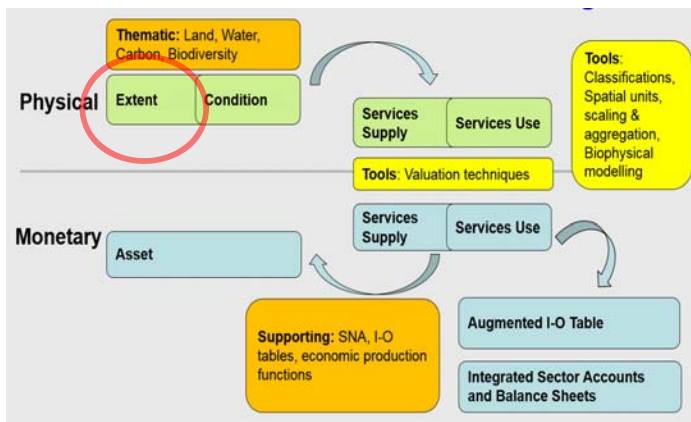 Thematic: Land, Water,
Carbon, Biodiversity
Physical
Extent
Condition
Services
Supply
Services Use
Tools:
Classifications,
Spatial units,
scaling &
aggregation,
Biophysical
modelling
Tools: Valuation techniques
Monetary
Asset
Services
Supply
Services Use
Supporting: SNA, I-O
tables, economic production
functions
Augmented I-O Table
Integrated Sector Accounts
and Balance Sheets